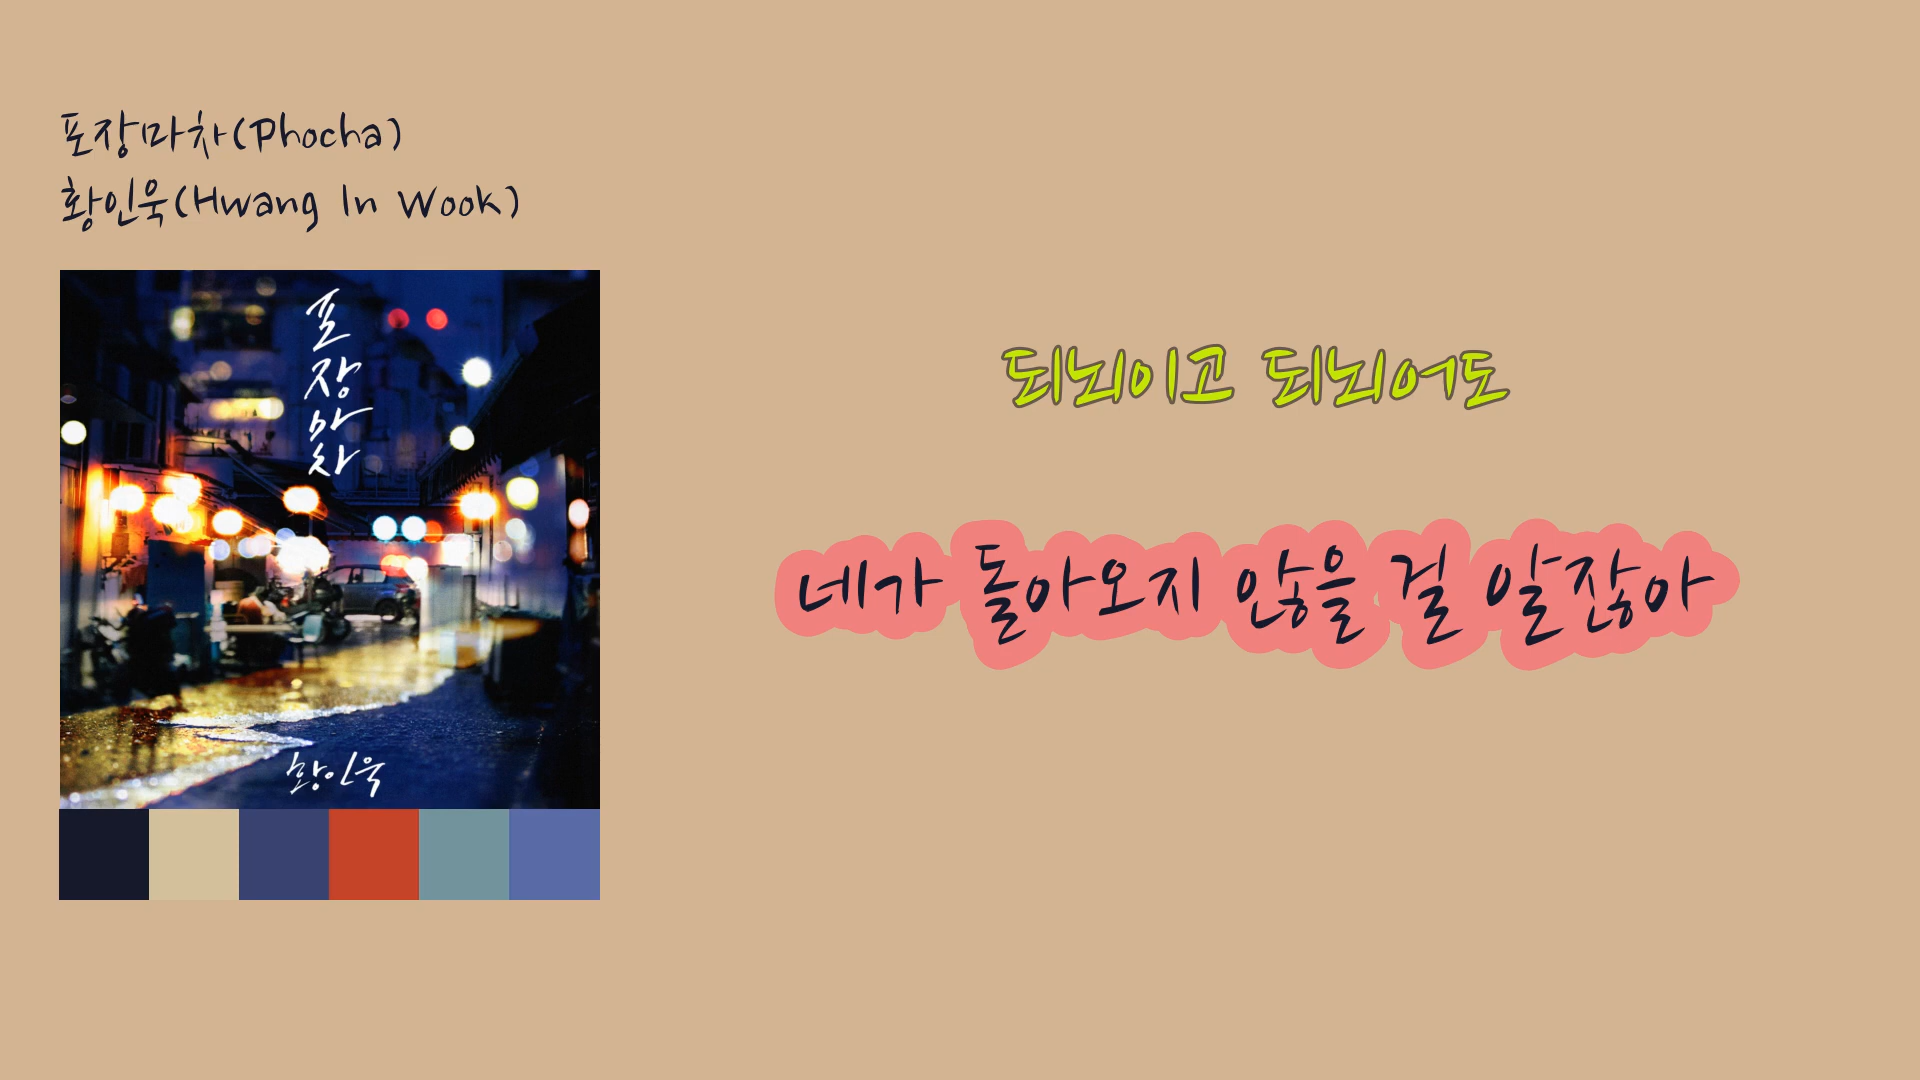 포장마차(Phocha)
황인욱(Hwang In Wook)
포장마차
황인욱
되뇌이고 되뇌어도
네가 돌아오지 않을 걸 알잖아